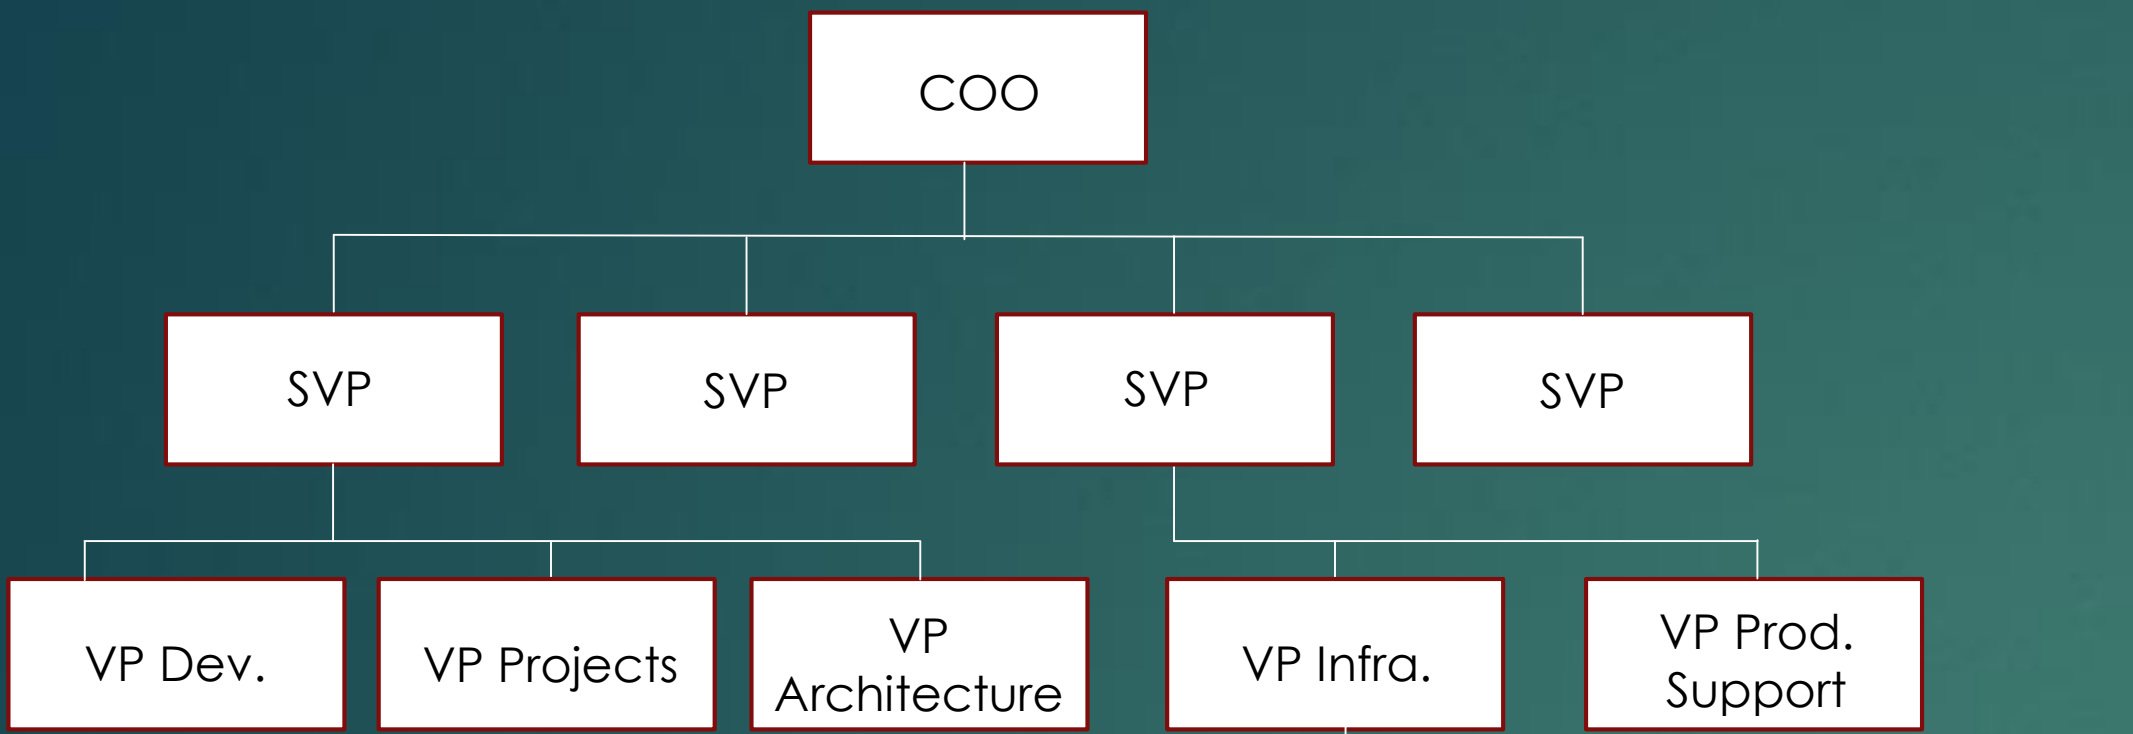 COO
SVP
SVP
SVP
SVP
VP Dev.
VP Projects
VP
Architecture
VP Infra.
VP Prod.
Support